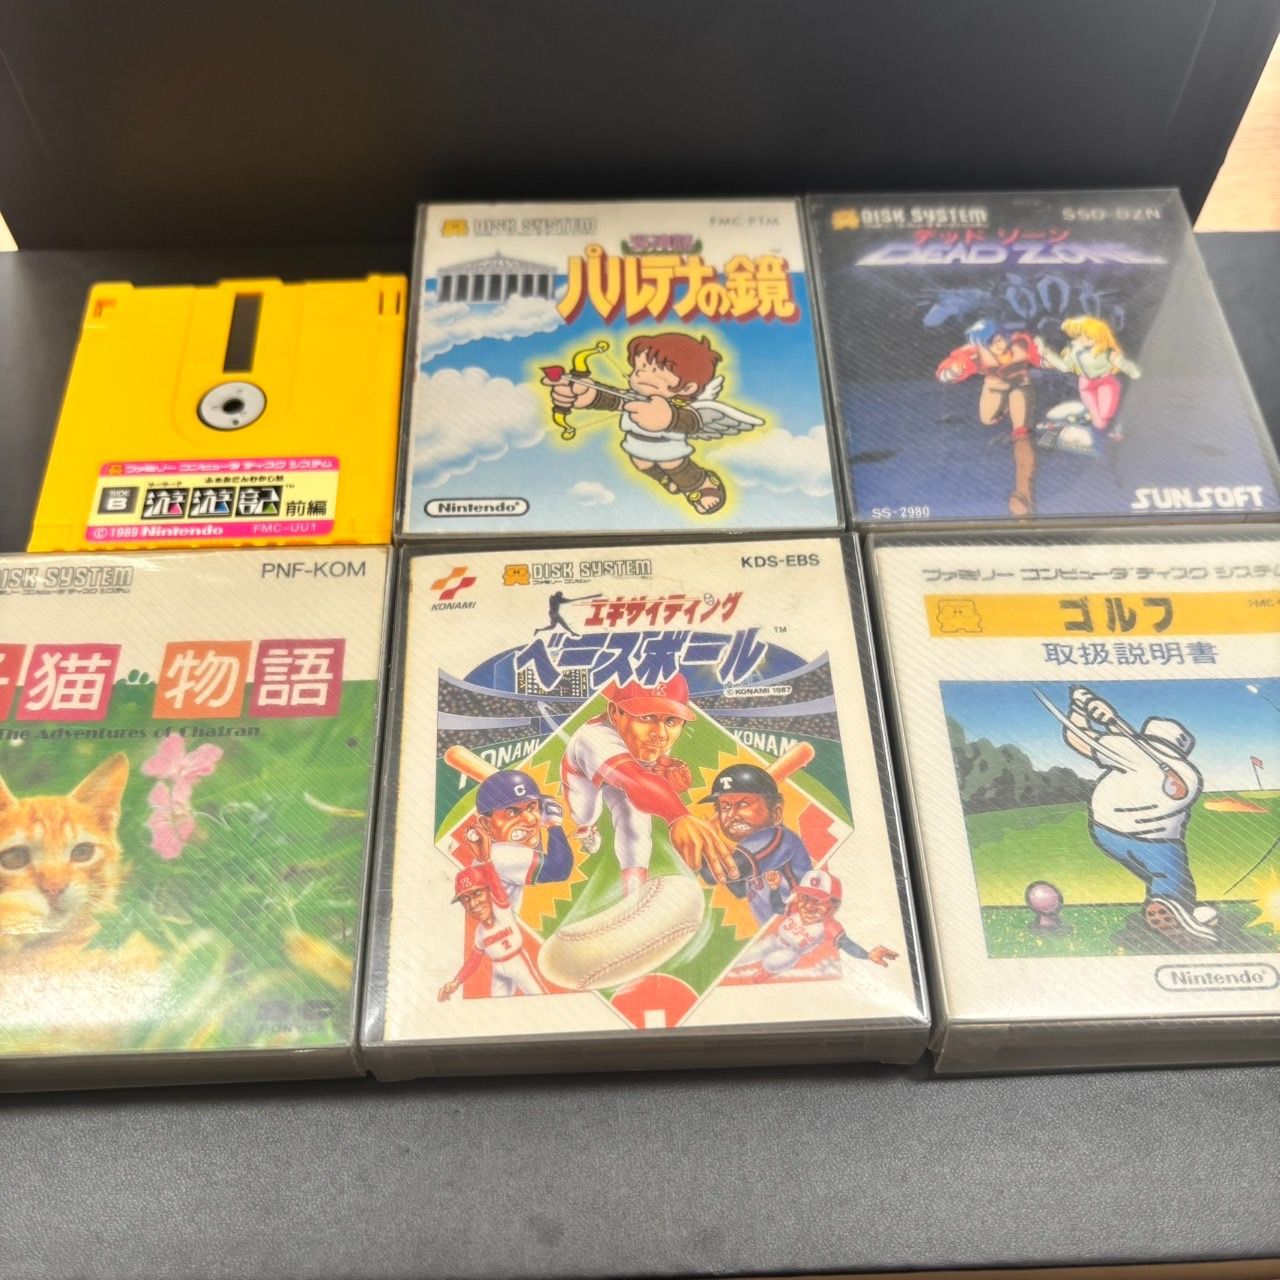 DISK SYSTEM
FMC-PTM
光神話
パルテナの鏡
Nintendo
DISK SYSTEM
SSD-DZN
デッド ゾーン
DEAD ZONE
SUNSOFT
SS-2980
ファミリー コンピュータ ディスク システム
SIDE B
遊遊記 前編
©1989 Nintendo FMC-UU1
DISK SYSTEM
PNF-KOM
猫物語
The Adventures of Chatran
KONAMI
DISK SYSTEM
KDS-EBS
エキサイティング
ベースボール
TM
© KONAMI 1987
KONAMI
KONAMI
C
T
ファミリー コンピュータ ディスク システム
ゴルフ
取扱説明書
Nintendo